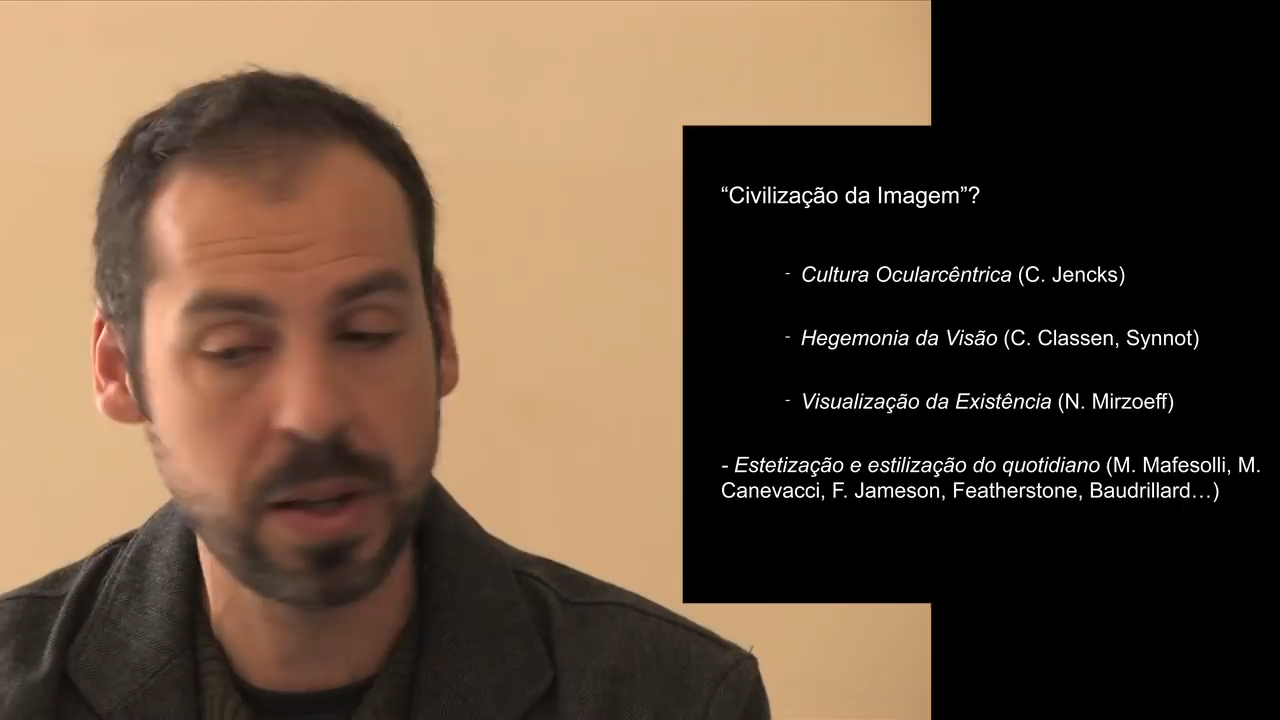 “Civilização da Imagem”?
- Cultura Ocularcêntrica (C. Jencks)
- Hegemonia da Visão (C. Classen, Synnot)
- Visualização da Existência (N. Mirzoeff)
- Estetização e estilização do quotidiano (M. Mafesolli, M.
Canevacci, F. Jameson, Featherstone, Baudrillard…)